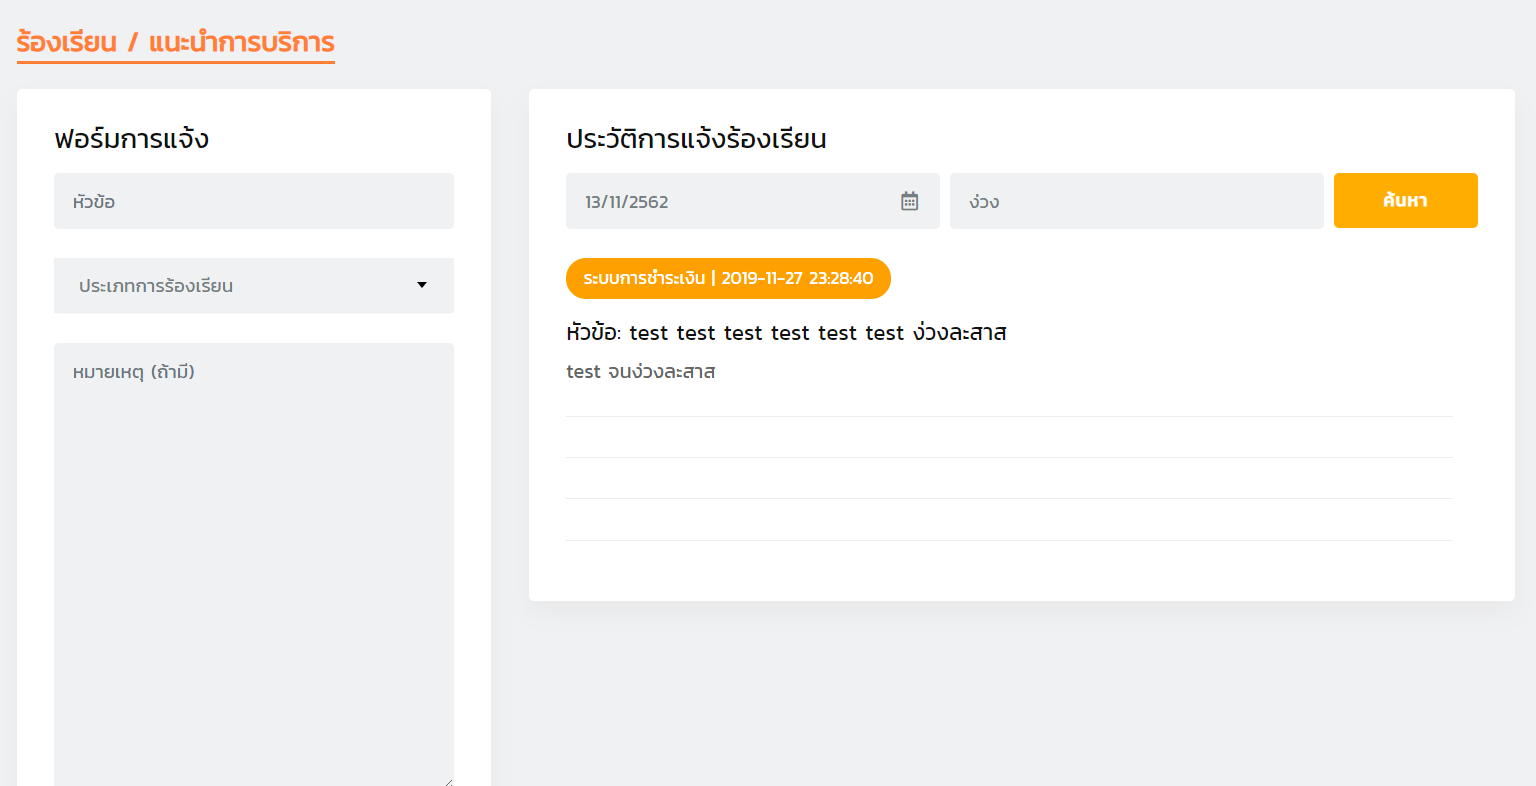 ร้องเรียน / แนะนำการบริการ
ฟอร์มการแจ้ง
หัวข้อ
ประเภทการร้องเรียน
หมายเหตุ (ถ้ามี)
ประวัติการแจ้งร้องเรียน
13/11/2562
ง่วง
ค้นหา
ระบบการชำระเงิน | 2019-11-27 23:28:40
หัวข้อ: test test test test test test ง่วงละสาส
test จนง่วงละสาส